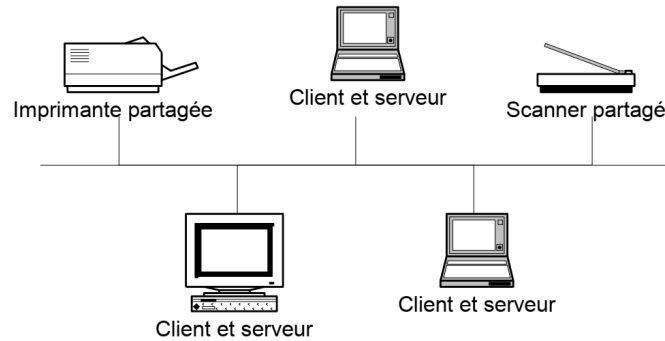 Imprimante partagée
Client et serveur
Scanner partagé
Client et serveur
Client et serveur